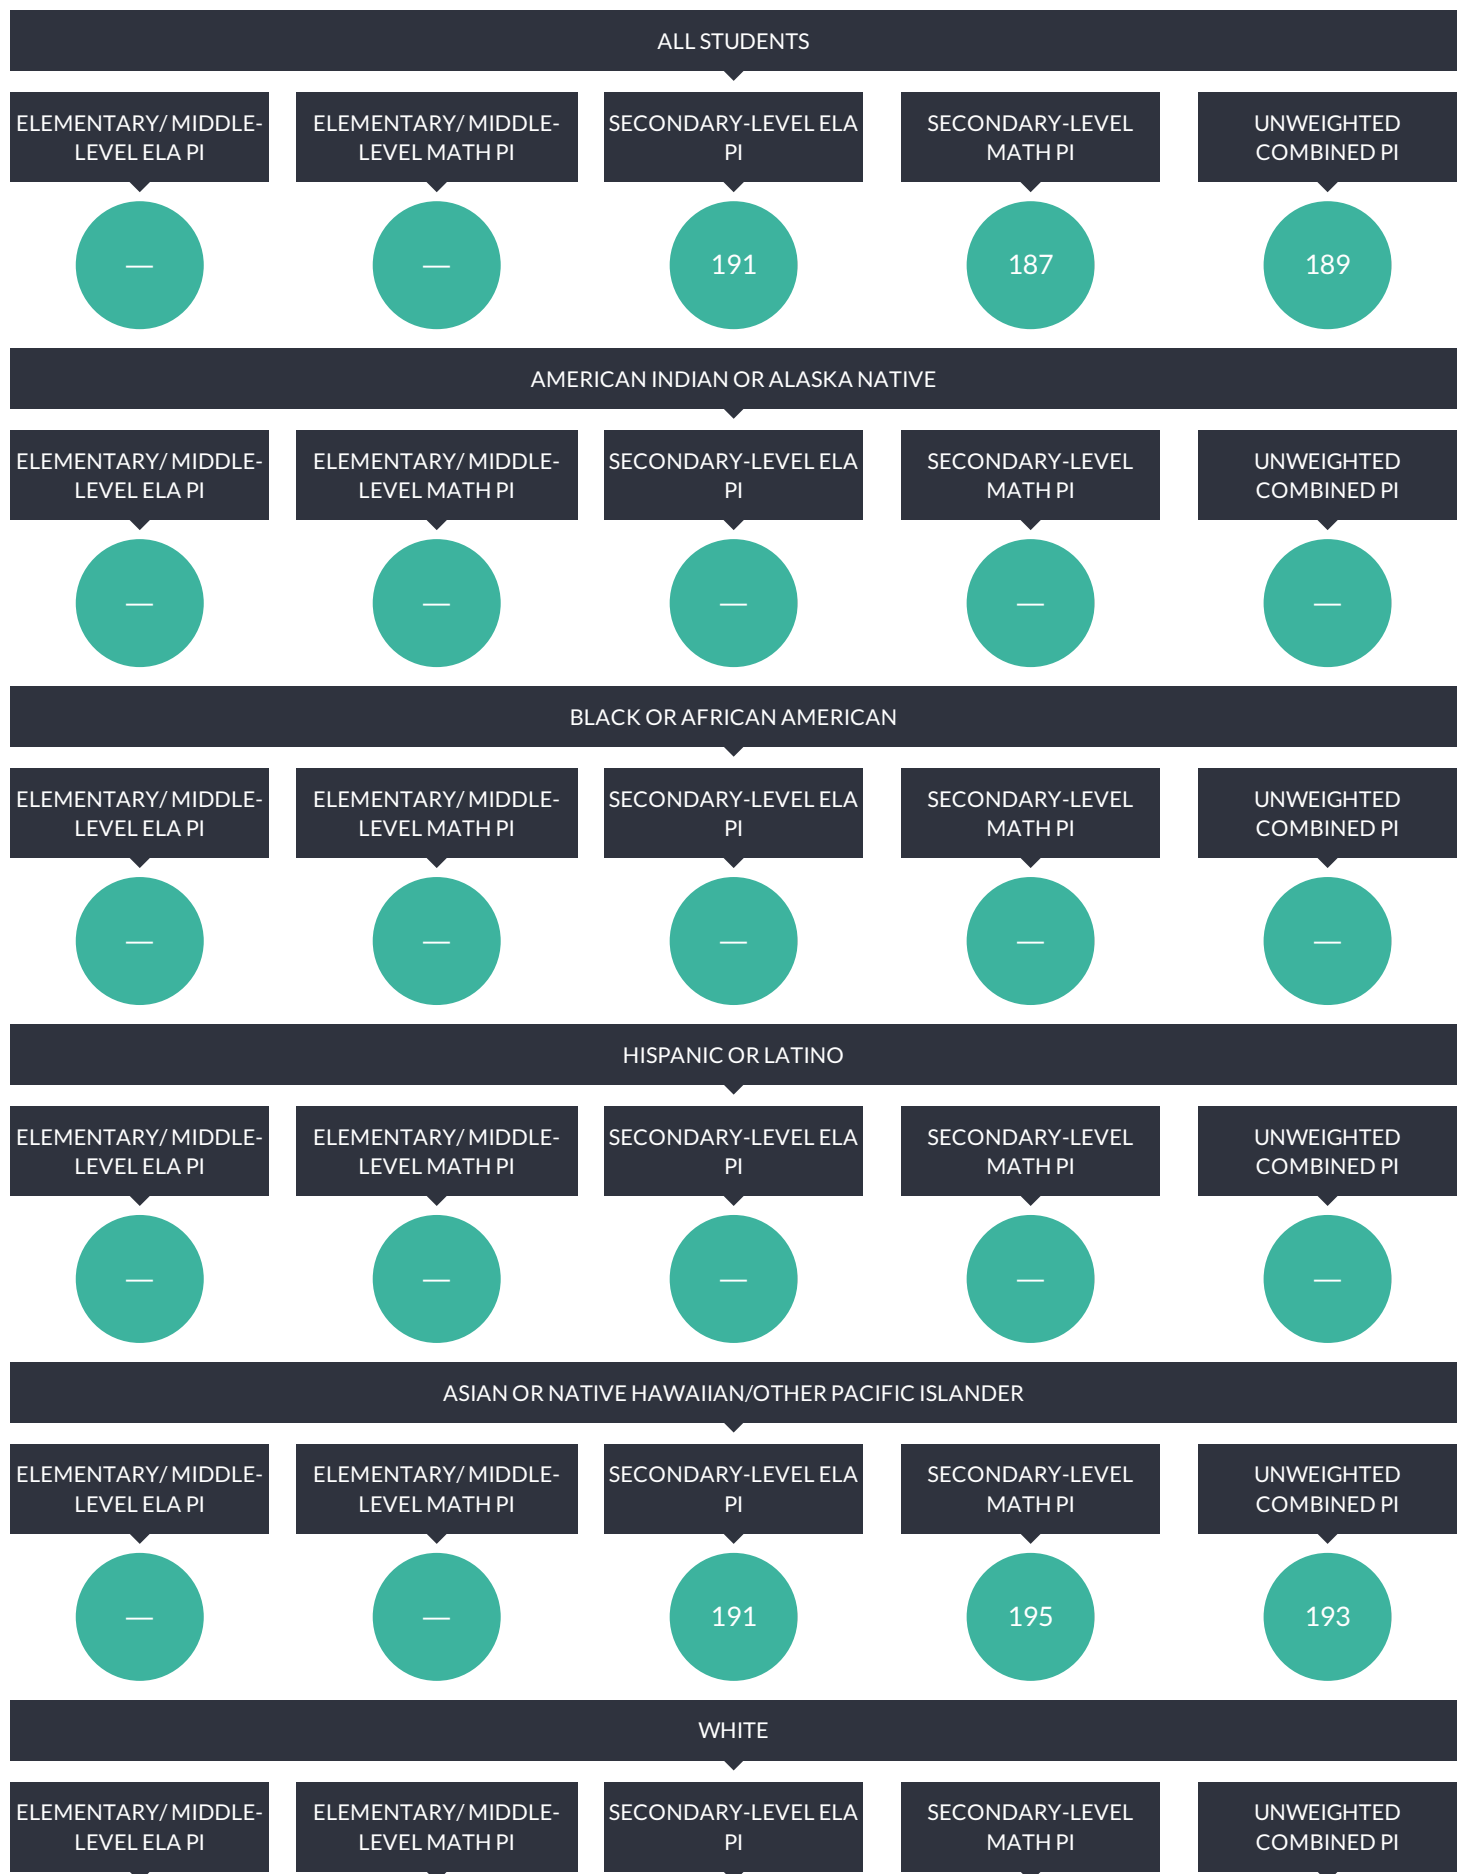 ALL STUDENTS
ELEMENTARY/ MIDDLE-
LEVEL ELA PI
ELEMENTARY/ MIDDLE-
LEVEL MATH PI
SECONDARY-LEVEL ELA
PI
SECONDARY-LEVEL
MATH PI
UNWEIGHTED
COMBINED PI
—
—
191
187
189
AMERICAN INDIAN OR ALASKA NATIVE
ELEMENTARY/ MIDDLE-
LEVEL ELA PI
ELEMENTARY/ MIDDLE-
LEVEL MATH PI
SECONDARY-LEVEL ELA
PI
SECONDARY-LEVEL
MATH PI
UNWEIGHTED
COMBINED PI
—
—
—
—
—
BLACK OR AFRICAN AMERICAN
ELEMENTARY/ MIDDLE-
LEVEL ELA PI
ELEMENTARY/ MIDDLE-
LEVEL MATH PI
SECONDARY-LEVEL ELA
PI
SECONDARY-LEVEL
MATH PI
UNWEIGHTED
COMBINED PI
—
—
—
—
—
HISPANIC OR LATINO
ELEMENTARY/ MIDDLE-
LEVEL ELA PI
ELEMENTARY/ MIDDLE-
LEVEL MATH PI
SECONDARY-LEVEL ELA
PI
SECONDARY-LEVEL
MATH PI
UNWEIGHTED
COMBINED PI
—
—
—
—
—
ASIAN OR NATIVE HAWAIIAN/OTHER PACIFIC ISLANDER
ELEMENTARY/ MIDDLE-
LEVEL ELA PI
ELEMENTARY/ MIDDLE-
LEVEL MATH PI
SECONDARY-LEVEL ELA
PI
SECONDARY-LEVEL
MATH PI
UNWEIGHTED
COMBINED PI
—
—
191
195
193
WHITE
ELEMENTARY/ MIDDLE-
LEVEL ELA PI
ELEMENTARY/ MIDDLE-
LEVEL MATH PI
SECONDARY-LEVEL ELA
PI
SECONDARY-LEVEL
MATH PI
UNWEIGHTED
COMBINED PI